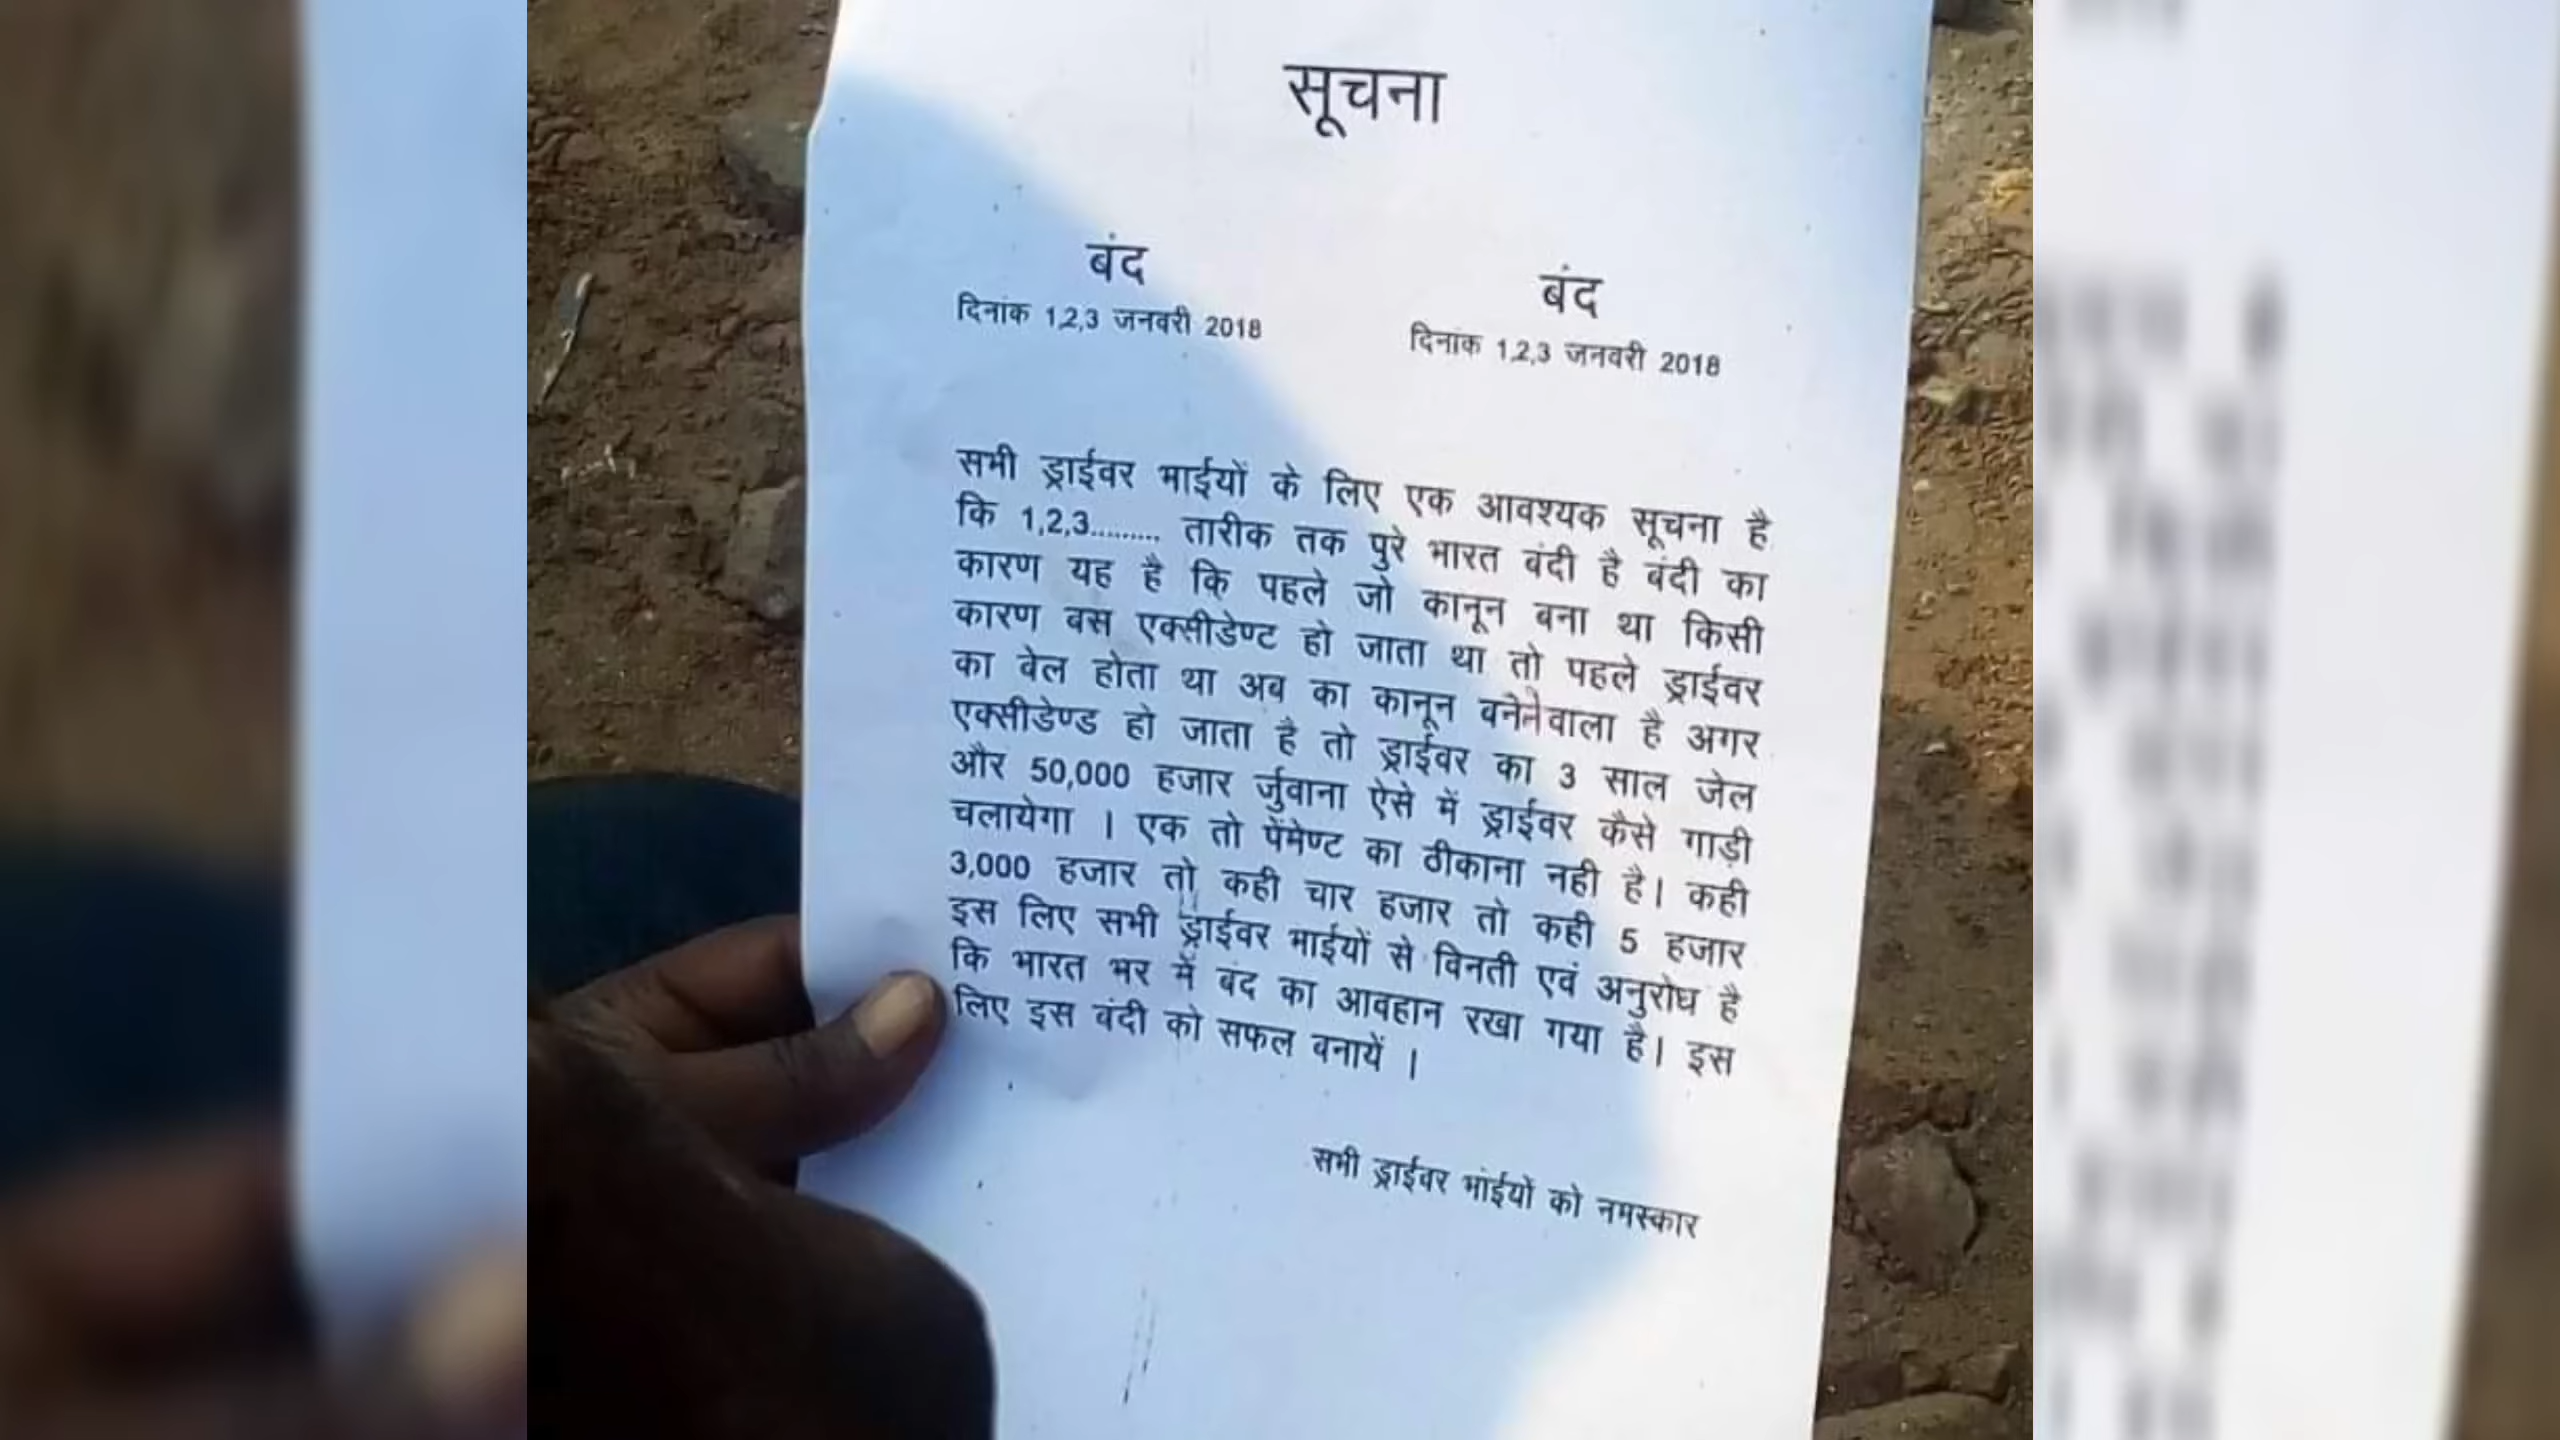 सूचना
बंद
दिनांक 1,2,3 जनवरी 2018
बंद
दिनांक 1,2,3 जनवरी 2018
सभी ड्राईवर भाईयों के लिए एक आवश्यक सूचना है
कि 1,2,3......... तारीक तक पुरे भारत बंदी है बंदी का
कारण यह है कि पहले जो कानून बना था किसी
कारण बस एक्सीडेण्ट हो जाता था तो पहले ड्राईवर
का बेल होता था अब का कानून बनेनेवाला है अगर
एक्सीडेण्ड हो जाता है तो ड्राईवर का 3 साल जेल
और 50,000 हजार र्जुवाना ऐसे में ड्राईवर कैसे गाड़ी
चलायेगा । एक तो पेंमेण्ट का ठीकाना नही है। कही
3,000 हजार तो कही चार हजार तो कही 5 हजार
इस लिए सभी ड्राईवर भाईयों से विनती एवं अनुरोध है
कि भारत भर में बंद का आवहान रखा गया है। इस
लिए इस बंदी को सफल बनायें ।
सभी ड्राईवर भांईयों को नमस्कार